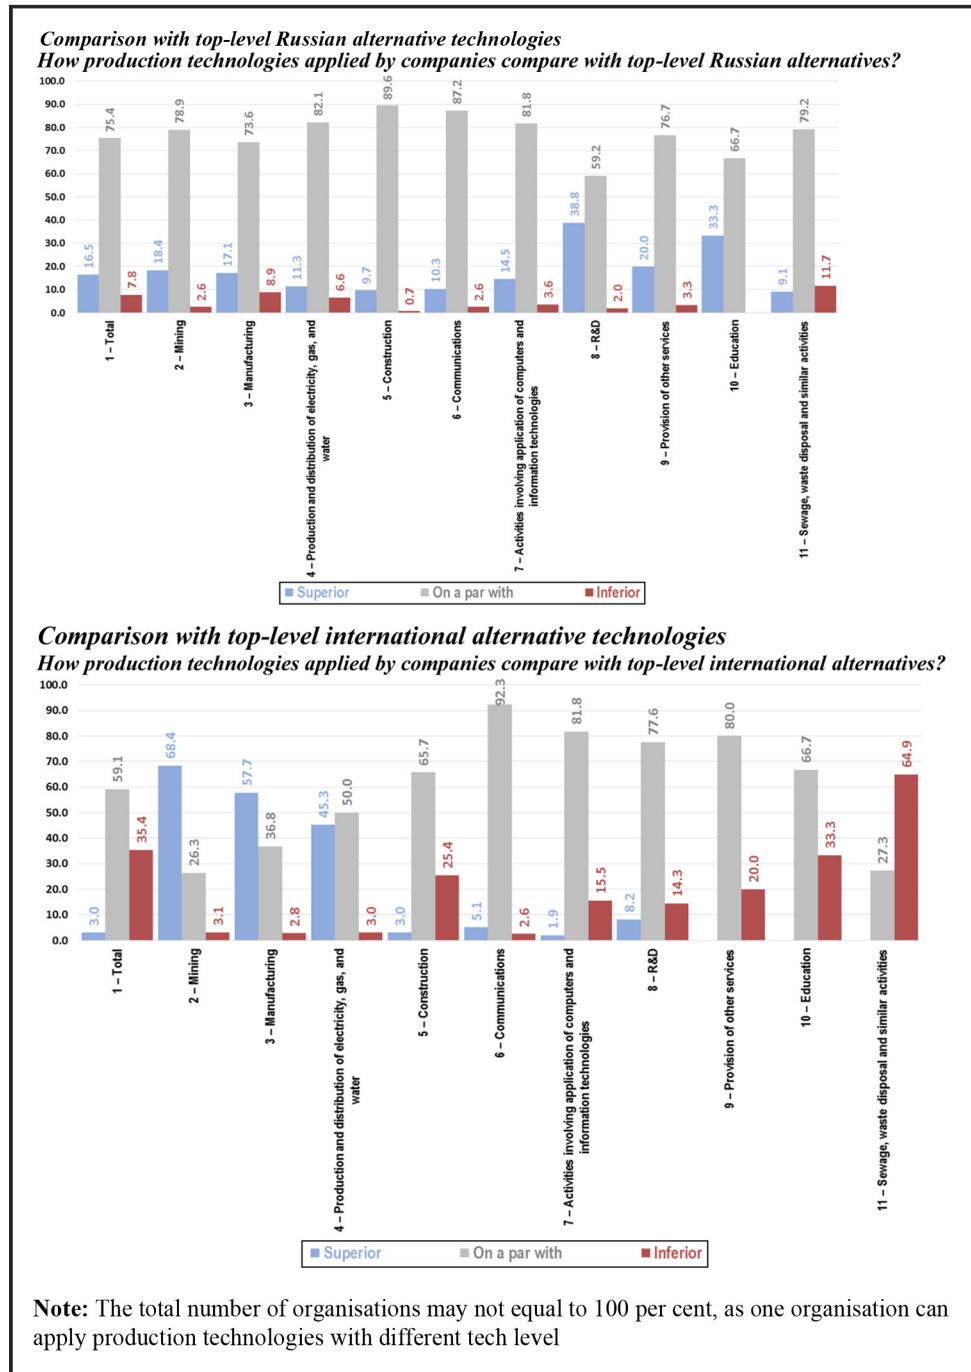 Comparison with top-level Russian alternative technologies
How production technologies applied by companies compare with top-level Russian alternatives?
100.0
90.0
80.0
70.0
60.0
50.0
40.0
30.0
20.0
10.0
0.0
16.5
75.4
7.8
18.4
78.9
2.6
17.1
73.6
8.9
11.3
82.1
6.6
9.7
89.6
0.7
10.3
87.2
2.6
14.5
81.8
3.6
38.8
59.2
2.0
20.0
76.7
3.3
33.3
66.7
9.1
79.2
11.7
1 – Total
2 – Mining
3 – Manufacturing
4 – Production and distribution of electricity, gas, and
water
5 – Construction
6 – Communications
7 – Activities involving application of computers and
information technologies
8 – R&D
9 – Provision of other services
10 – Education
11 – Sewage, waste disposal and similar activities
Superior On a par with Inferior
Comparison with top-level international alternative technologies
How production technologies applied by companies compare with top-level international alternatives?
100.0
90.0
80.0
70.0
60.0
50.0
40.0
30.0
20.0
10.0
0.0
3.0
59.1
35.4
68.4
26.3
3.1
57.7
36.8
2.8
45.3
50.0
3.0
3.0
65.7
25.4
5.1
92.3
2.6
1.9
81.8
15.5
8.2
77.6
14.3
80.0
20.0
66.7
33.3
27.3
64.9
1 – Total
2 – Mining
3 – Manufacturing
4 – Production and distribution of electricity, gas, and
water
5 – Construction
6 – Communications
7 – Activities involving application of computers and
information technologies
8 – R&D
9 – Provision of other services
10 – Education
11 – Sewage, waste disposal and similar activities
Superior On a par with Inferior
Note: The total number of organisations may not equal to 100 per cent, as one organisation can
apply production technologies with different tech level